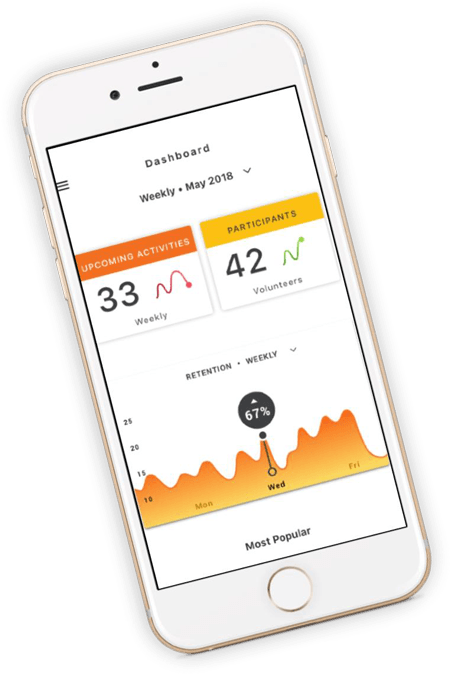 Dashboard
Weekly • May 2018
UPCOMING ACTIVITIES
33
Weekly
PARTICIPANTS
42
Volunteers
RETENTION • WEEKLY
67%
25
20
15
10
Mon
Wed
Fri
Most Popular